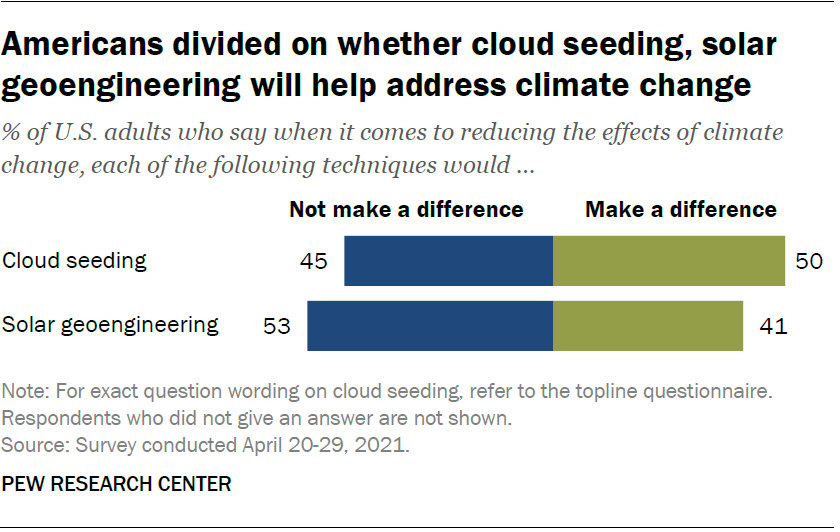 Americans divided on whether cloud seeding, solar
geoengineering will help address climate change
% of U.S. adults who say when it comes to reducing the effects of climate
change, each of the following techniques would ...
Not make a difference Make a difference
Cloud seeding 45 50
Solar geoengineering 53 41
Note: For exact question wording on cloud seeding, refer to the topline questionnaire.
Respondents who did not give an answer are not shown.
Source: Survey conducted April 20-29, 2021.
PEW RESEARCH CENTER